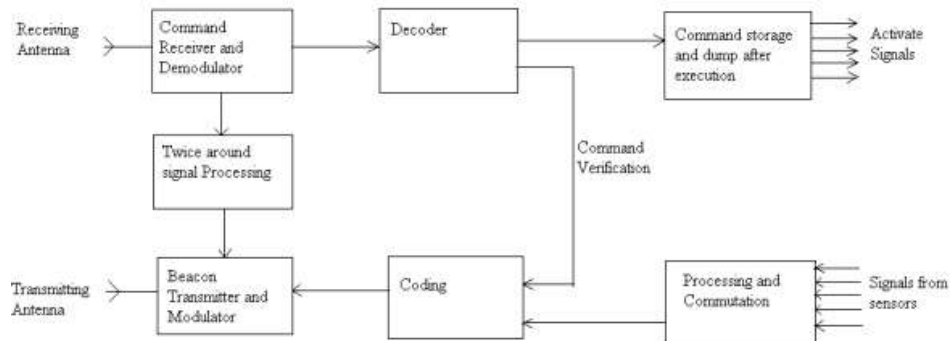 Receiving
Antenna
Command
Receiver and
Demodulator
Decoder
Command storage
and dump after
execution
Activate
Signals
Twice around
signal Processing
Command
Verification
Transmitting
Antenna
Beacon
Transmitter and
Modulator
Coding
Processing and
Commutation
Signals from
sensors